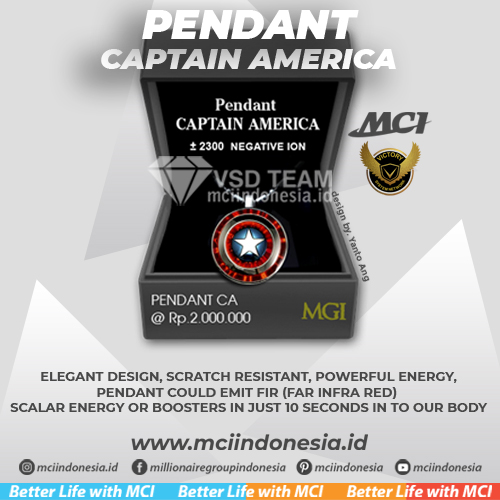 PENDANT
CAPTAIN AMERICA
Pendant
CAPTAIN AMERICA
± 2300 NEGATIVE ION
MCI
VICTORY
VSD TEAM
mciindonesia.id
design by. Yanto Ang
PENDANT CA
@ Rp.2.000.000
MGI
ELEGANT DESIGN, SCRATCH RESISTANT, POWERFUL ENERGY,
PENDANT COULD EMIT FIR (FAR INFRA RED)
SCALAR ENERGY OR BOOSTERS IN JUST 10 SECONDS IN TO OUR BODY
www.mciindonesia.id
mciindonesia.id millionairegroupindonesia mciindonesia mciindonesia.id
Better Life with MCI Better Life with MCI Better Life with MCI